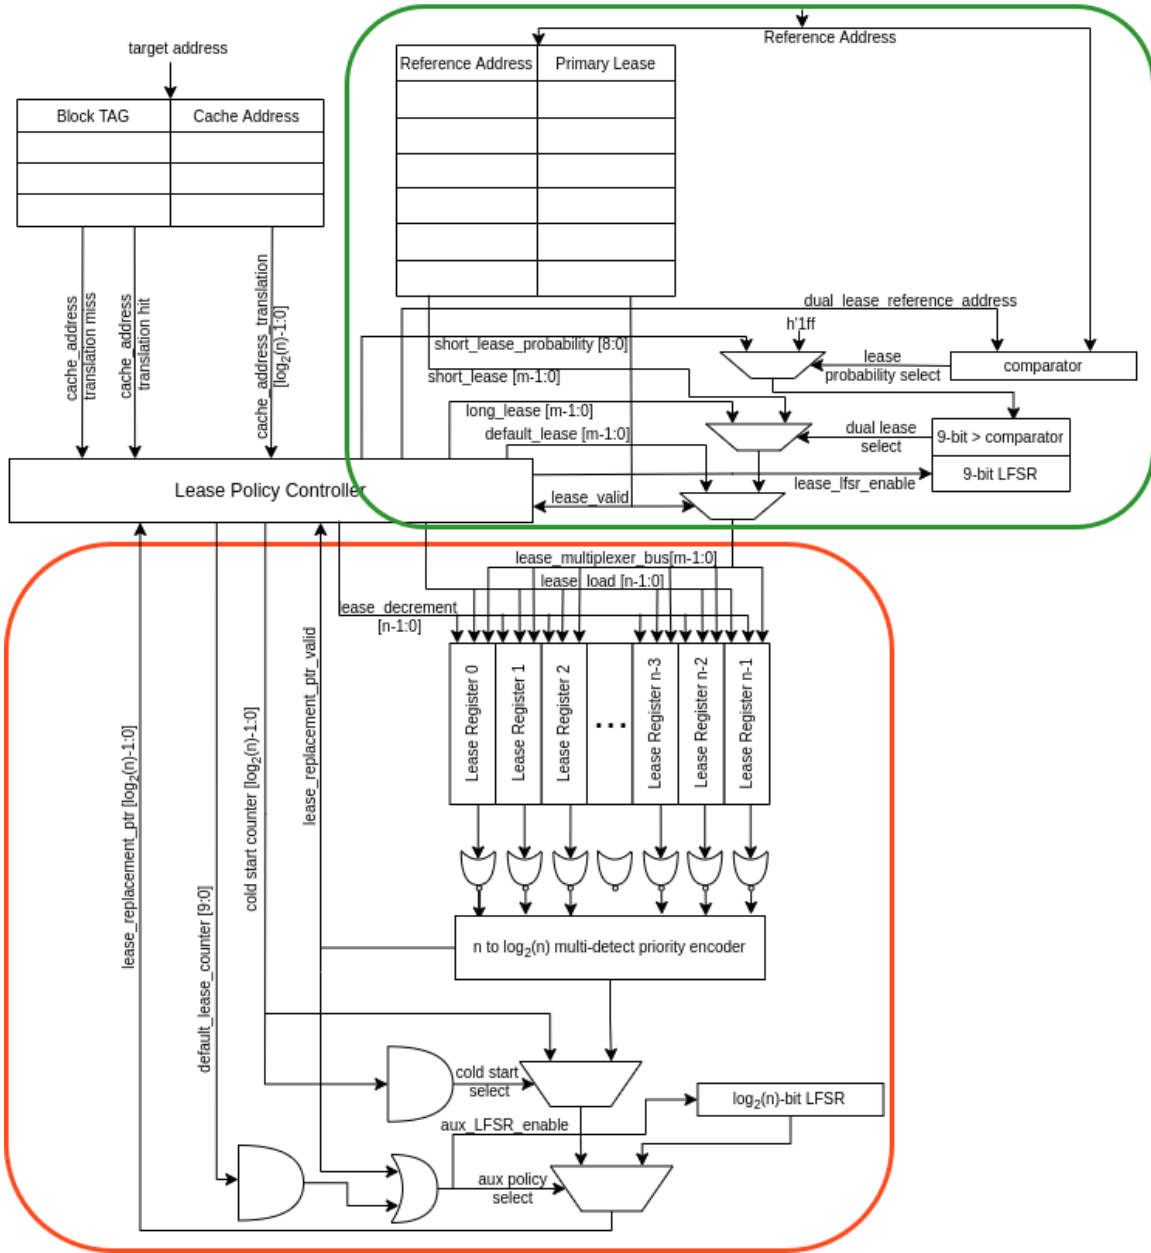 Reference Address
target address
Reference Address
Primary Lease
Block TAG
Cache Address
cache_address
translation miss
cache_address
translation hit
cache_address_translation
[log2(n)-1:0]
dual_lease_reference_address
h'1ff
short_lease_probability [8:0]
lease
probability select
comparator
short_lease [m-1:0]
long_lease [m-1:0]
default_lease [m-1:0]
dual lease
select
9-bit > comparator
9-bit LFSR
lease_lfsr_enable
Lease Policy Controller
lease_valid
lease_multiplexer_bus[m-1:0]
lease_load [n-1:0]
lease_decrement
[n-1:0]
Lease Register 0
Lease Register 1
Lease Register 2
...
Lease Register n-3
Lease Register n-2
Lease Register n-1
lease_replacement_ptr [log2(n)-1:0]
default_lease_counter [9:0]
cold start counter [log2(n)-1:0]
lease_replacement_ptr_valid
n to log2(n) multi-detect priority encoder
cold start
select
log2(n)-bit LFSR
aux_LFSR_enable
aux policy
select